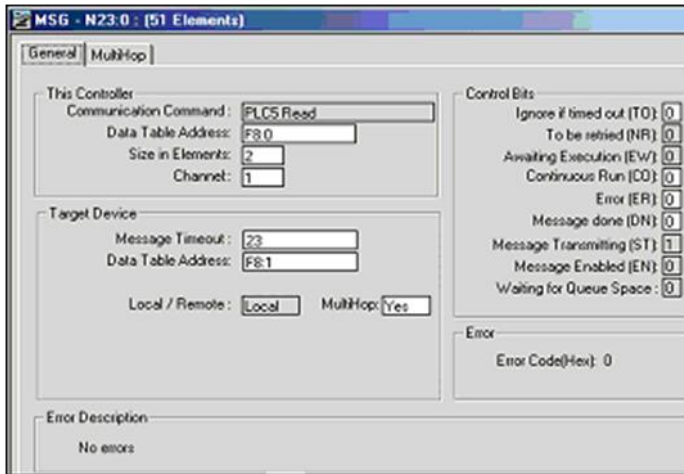 MSG - N23:0 : (51 Elements)
General MultiHop
This Controller
Communication Command : PLC5 Read
Data Table Address: F8:0
Size in Elements: 2
Channel: 1
Target Device
Message Timeout : 23
Data Table Address: F8:1
Local / Remote : Local MultiHop: Yes
Control Bits
Ignore if timed out (TO): 0
To be retried (NR): 0
Awaiting Execution (EW): 0
Continuous Run (CO): 0
Error (ER): 0
Message done (DN): 0
Message Transmitting (ST): 1
Message Enabled (EN): 0
Waiting for Queue Space : 0
Error
Error Code(Hex): 0
Error Description
No errors